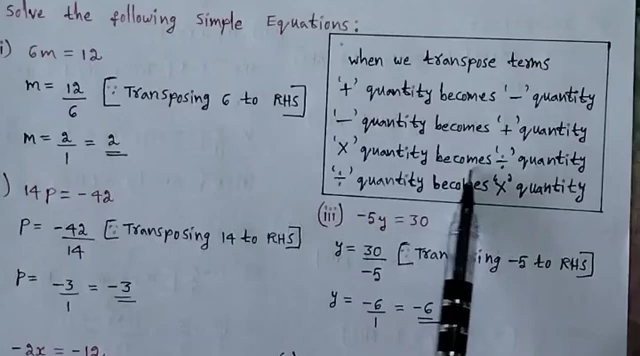 Solve the following Simple Equations:
i) 6m = 12
m = 12/6 [∵ Transposing 6 to RHS]
m = 2/1 = 2
) 14p = -42
P = -42/14 [∵ Transposing 14 to RHS]
p = -3/1 = -3
-2x = -12
when we transpose terms
'+' quantity becomes '-' quantity
'-' quantity becomes '+' quantity
'X' quantity becomes '÷' quantity
'÷' quantity becomes 'X' quantity
(iii) -5y = 30
y = 30/-5 [∵ Tran ing -5 to RHS]
y = -6/1 = -6